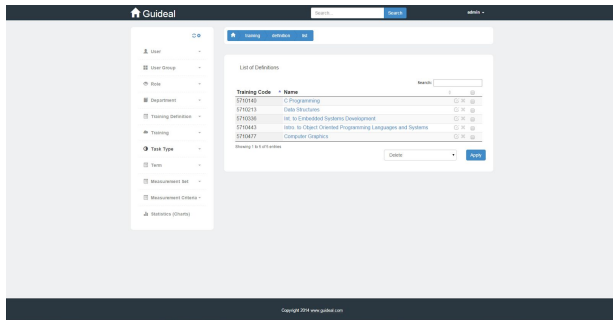 Guideal
Search...
Search
admin
training definition list
User
User Group
Role
Department
Training Definition
Training
Task Type
Term
Measurement Set
Measurement Criteria
Statistics (Charts)
List of Definitions
Search:
Training Code Name
5710140 C Programming
5710213 Data Structures
5710336 Int. to Embedded Systems Development
5710443 Intro. to Object Oriented Programming Languages and Systems
5710477 Computer Graphics
Showing 1 to 5 of 5 entries
Delete
Apply
Copyright 2014 www.guideal.com